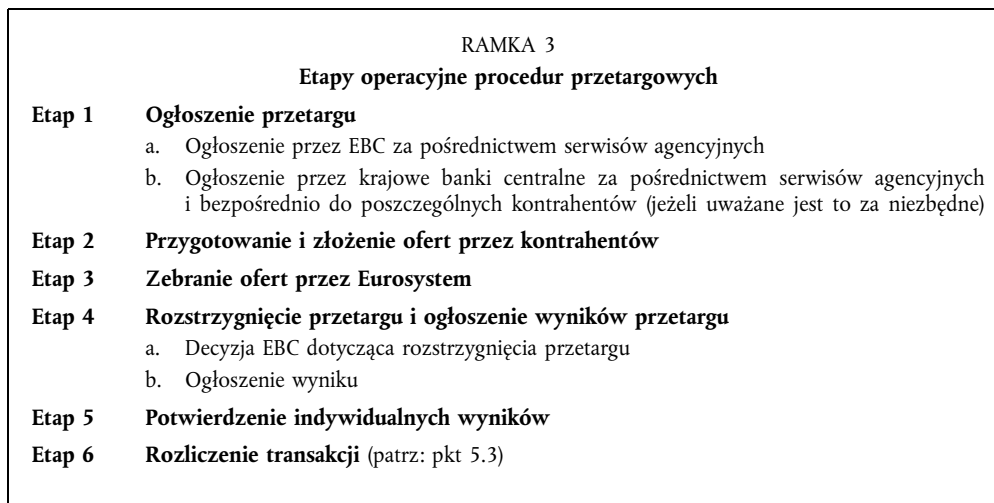 RAMKA 3
Etapy operacyjne procedur przetargowych
Etap 1 Ogłoszenie przetargu
a. Ogłoszenie przez EBC za pośrednictwem serwisów agencyjnych
b. Ogłoszenie przez krajowe banki centralne za pośrednictwem serwisów agencyjnych
i bezpośrednio do poszczególnych kontrahentów (jeżeli uważane jest to za niezbędne)
Etap 2 Przygotowanie i złożenie ofert przez kontrahentów
Etap 3 Zebranie ofert przez Eurosystem
Etap 4 Rozstrzygnięcie przetargu i ogłoszenie wyników przetargu
a. Decyzja EBC dotycząca rozstrzygnięcia przetargu
b. Ogłoszenie wyniku
Etap 5 Potwierdzenie indywidualnych wyników
Etap 6 Rozliczenie transakcji (patrz: pkt 5.3)